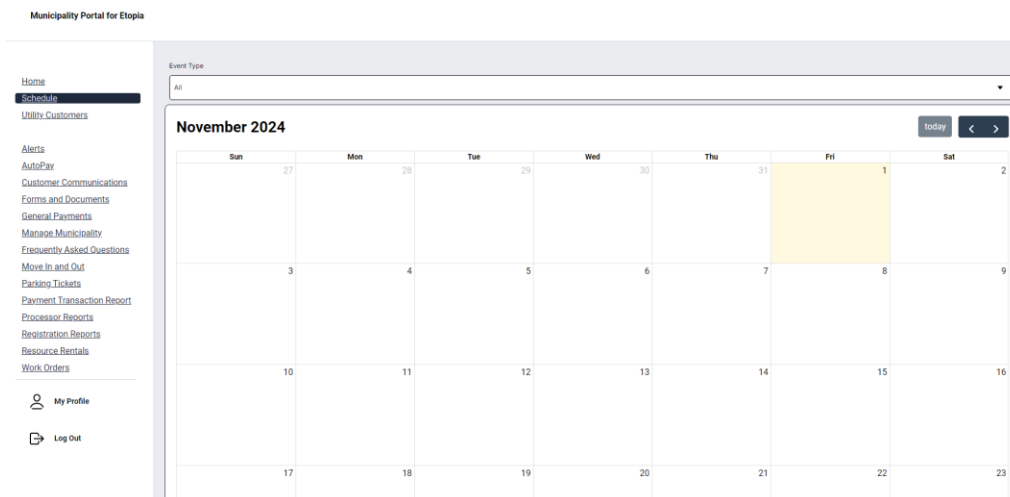 Municipality Portal for Etopia
Home
Schedule
Utility Customers
Alerts
AutoPay
Customer Communications
Forms and Documents
General Payments
Manage Municipality
Frequently Asked Questions
Move In and Out
Parking Tickets
Payment Transaction Report
Processor Reports
Registration Reports
Resource Rentals
Work Orders
My Profile
Log Out
Event Type
All
November 2024
today
Sun Mon Tue Wed Thu Fri Sat
27 28 29 30 31 1 2
3 4 5 6 7 8 9
10 11 12 13 14 15 16
17 18 19 20 21 22 23